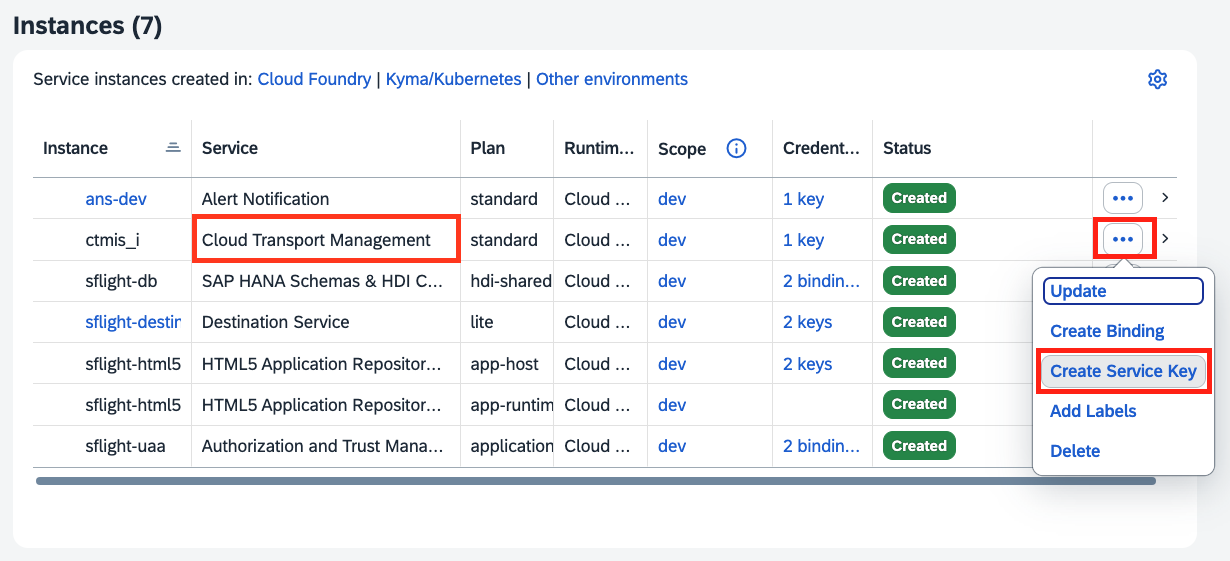 Instances (7)
Service instances created in: Cloud Foundry | Kyma/Kubernetes | Other environments
Instance Service Plan Runtim... Scope Credent... Status
ans-dev Alert Notification standard Cloud ... dev 1 key Created
ctmis_i Cloud Transport Management standard Cloud ... dev 1 key Created
sflight-db SAP HANA Schemas & HDI C... hdi-shared Cloud ... dev 2 bindin... Created
sflight-destin Destination Service lite Cloud ... dev 2 keys Created
sflight-html5 HTML5 Application Repositor... app-host Cloud ... dev 2 keys Created
sflight-html5 HTML5 Application Repositor... app-runtim Cloud ... dev Created
sflight-uaa Authorization and Trust Mana... application Cloud ... dev 2 bindin... Created
Update
Create Binding
Create Service Key
Add Labels
Delete